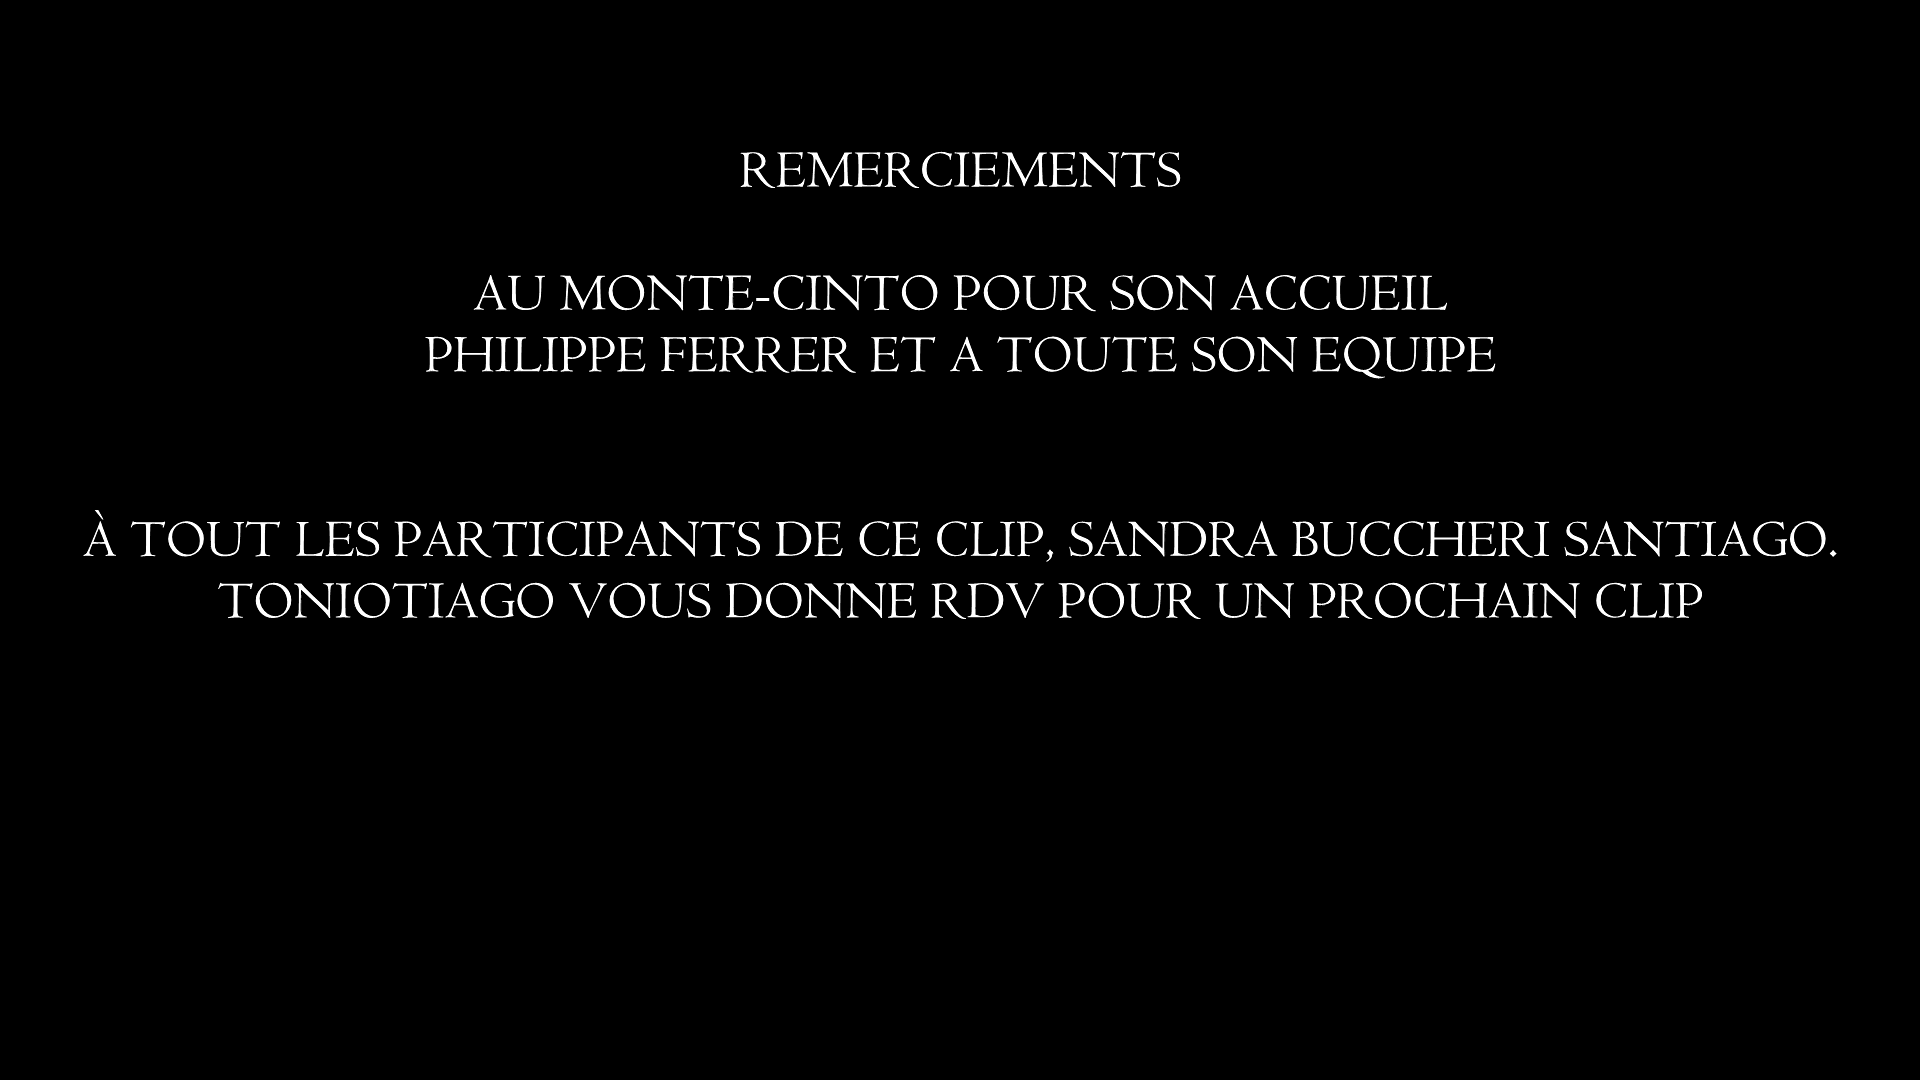 REMERCIEMENTS
AU MONTE-CINTO POUR SON ACCUEIL
PHILIPPE FERRER ET A TOUTE SON EQUIPE
À TOUT LES PARTICIPANTS DE CE CLIP, SANDRA BUCCHERI SANTIAGO.
TONIOTIAGO VOUS DONNE RDV POUR UN PROCHAIN CLIP